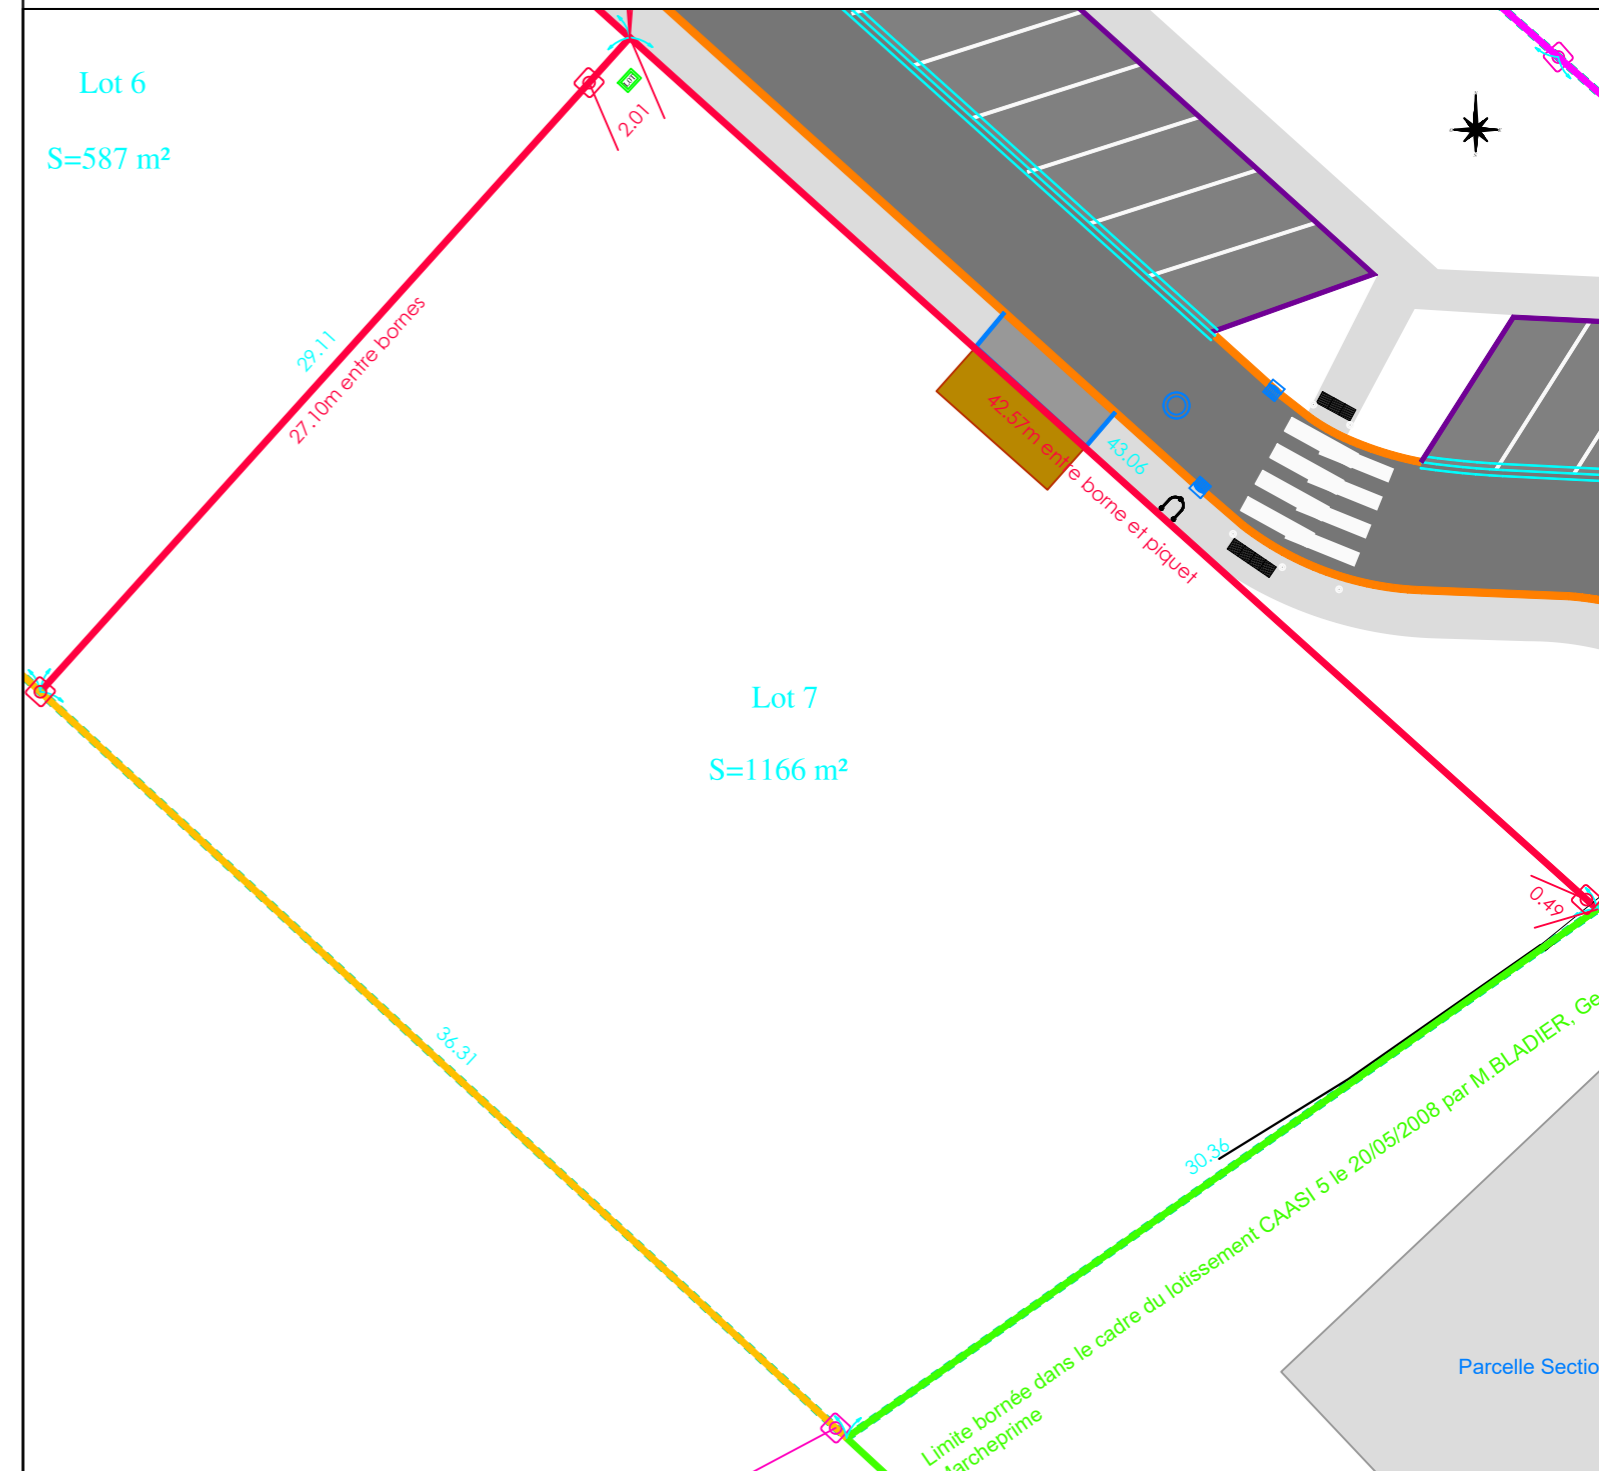 Lot 6
S=587 m²
2.01
29.11
27.10m entre bornes
42.57m entre borne et piquet
43.06
Lot 7
S=1166 m²
0.49
36.31
30.36
Limite bornée dans le cadre du lotissement CAASI 5 le 20/05/2008 par M.BLADIER, Ge
Marcheprime
Parcelle Sectio